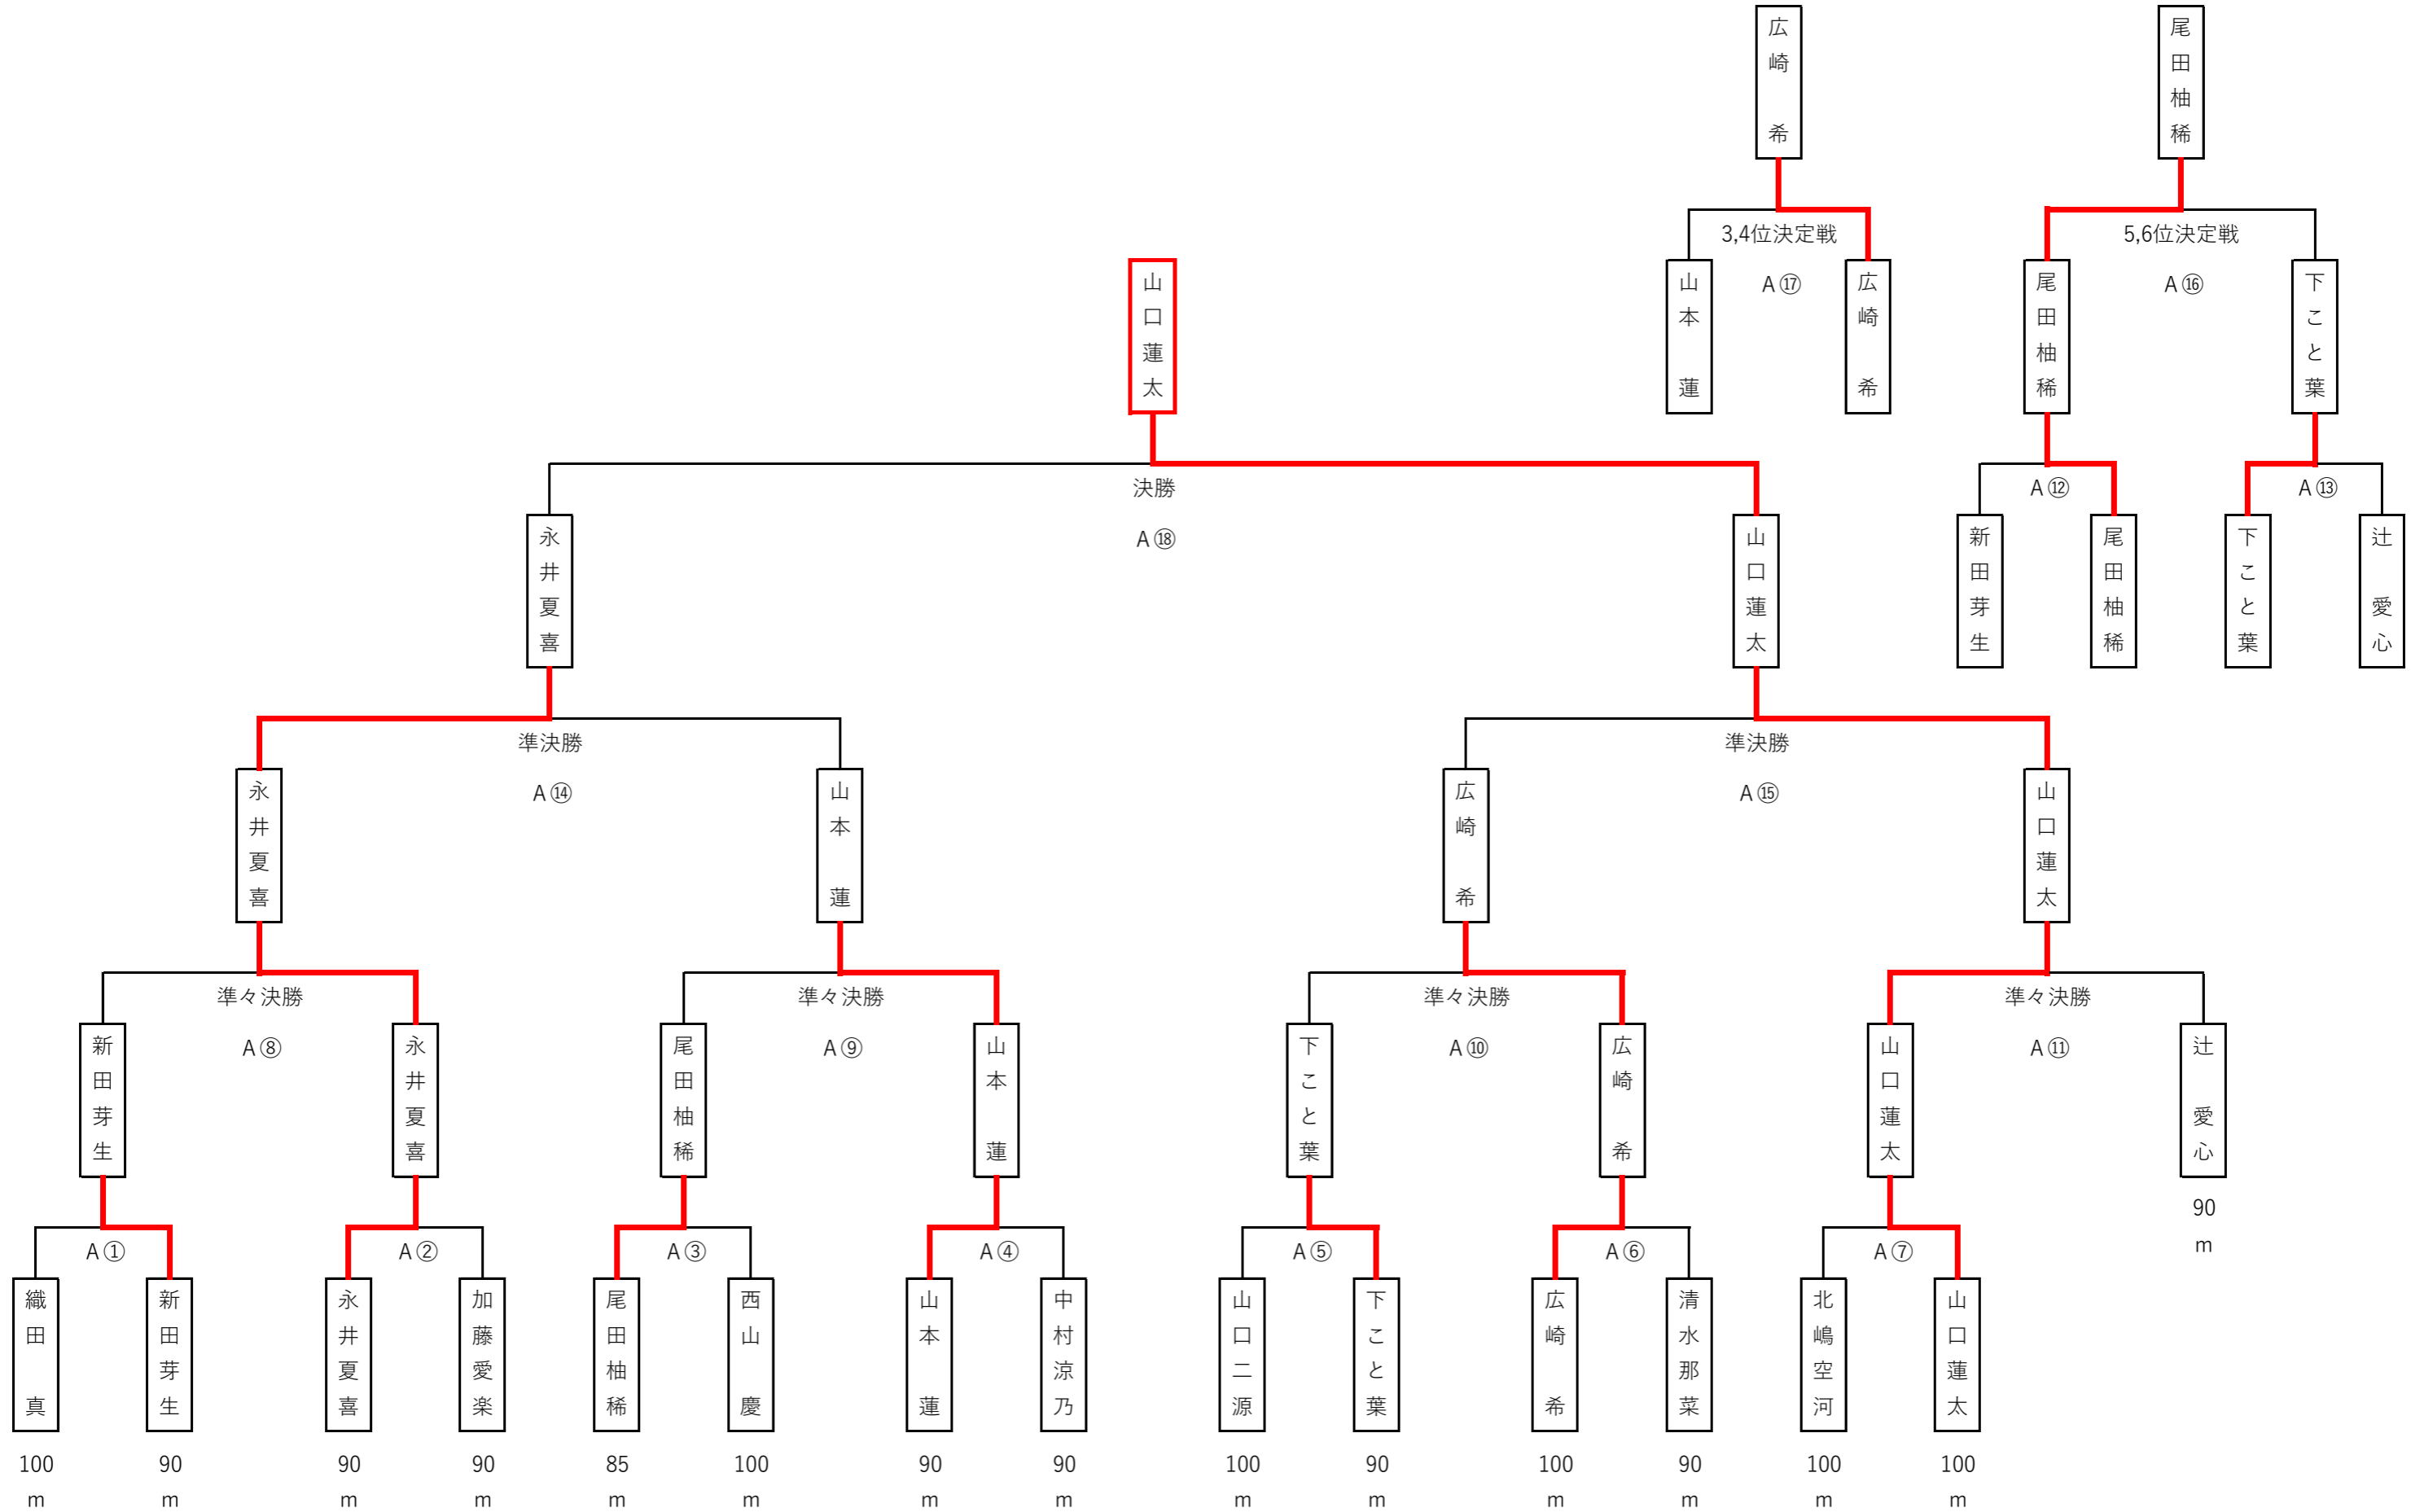 広崎 希
尾田柚稀
3,4位決定戦
5,6位決定戦
A⑰
A⑯
山口蓮太
山本 蓮
広崎 希
尾田柚稀
下こと葉
決勝
A⑫
A⑬
A⑱
永井夏喜
山口蓮太
新田芽生
尾田柚稀
下こと葉
辻 愛心
準決勝
準決勝
A⑭
A⑮
永井夏喜
山本 蓮
広崎 希
山口蓮太
準々決勝
準々決勝
準々決勝
準々決勝
A⑧
A⑨
A⑩
A⑪
新田芽生
永井夏喜
尾田柚稀
山本 蓮
下こと葉
広崎 希
山口蓮太
辻 愛心
90
m
A①
A②
A③
A④
A⑤
A⑥
A⑦
織田 真
新田芽生
永井夏喜
加藤愛楽
尾田柚稀
西山 慶
山本 蓮
中村涼乃
山口二源
下こと葉
広崎 希
清水那菜
北嶋空河
山口蓮太
100 90 90 90 85 100 90 90 100 90 100 90 100 100
m m m m m m m m m m m m m m